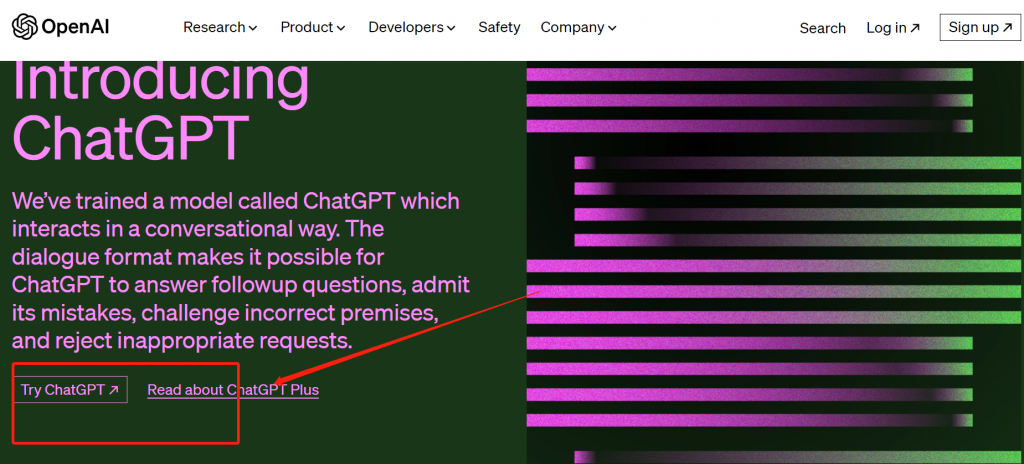 OpenAI
Research Product Developers Safety Company Search Log in ↗ Sign up ↗
Introducing
ChatGPT
We’ve trained a model called ChatGPT which
interacts in a conversational way. The
dialogue format makes it possible for
ChatGPT to answer followup questions, admit
its mistakes, challenge incorrect premises,
and reject inappropriate requests.
Try ChatGPT ↗ Read about ChatGPT Plus